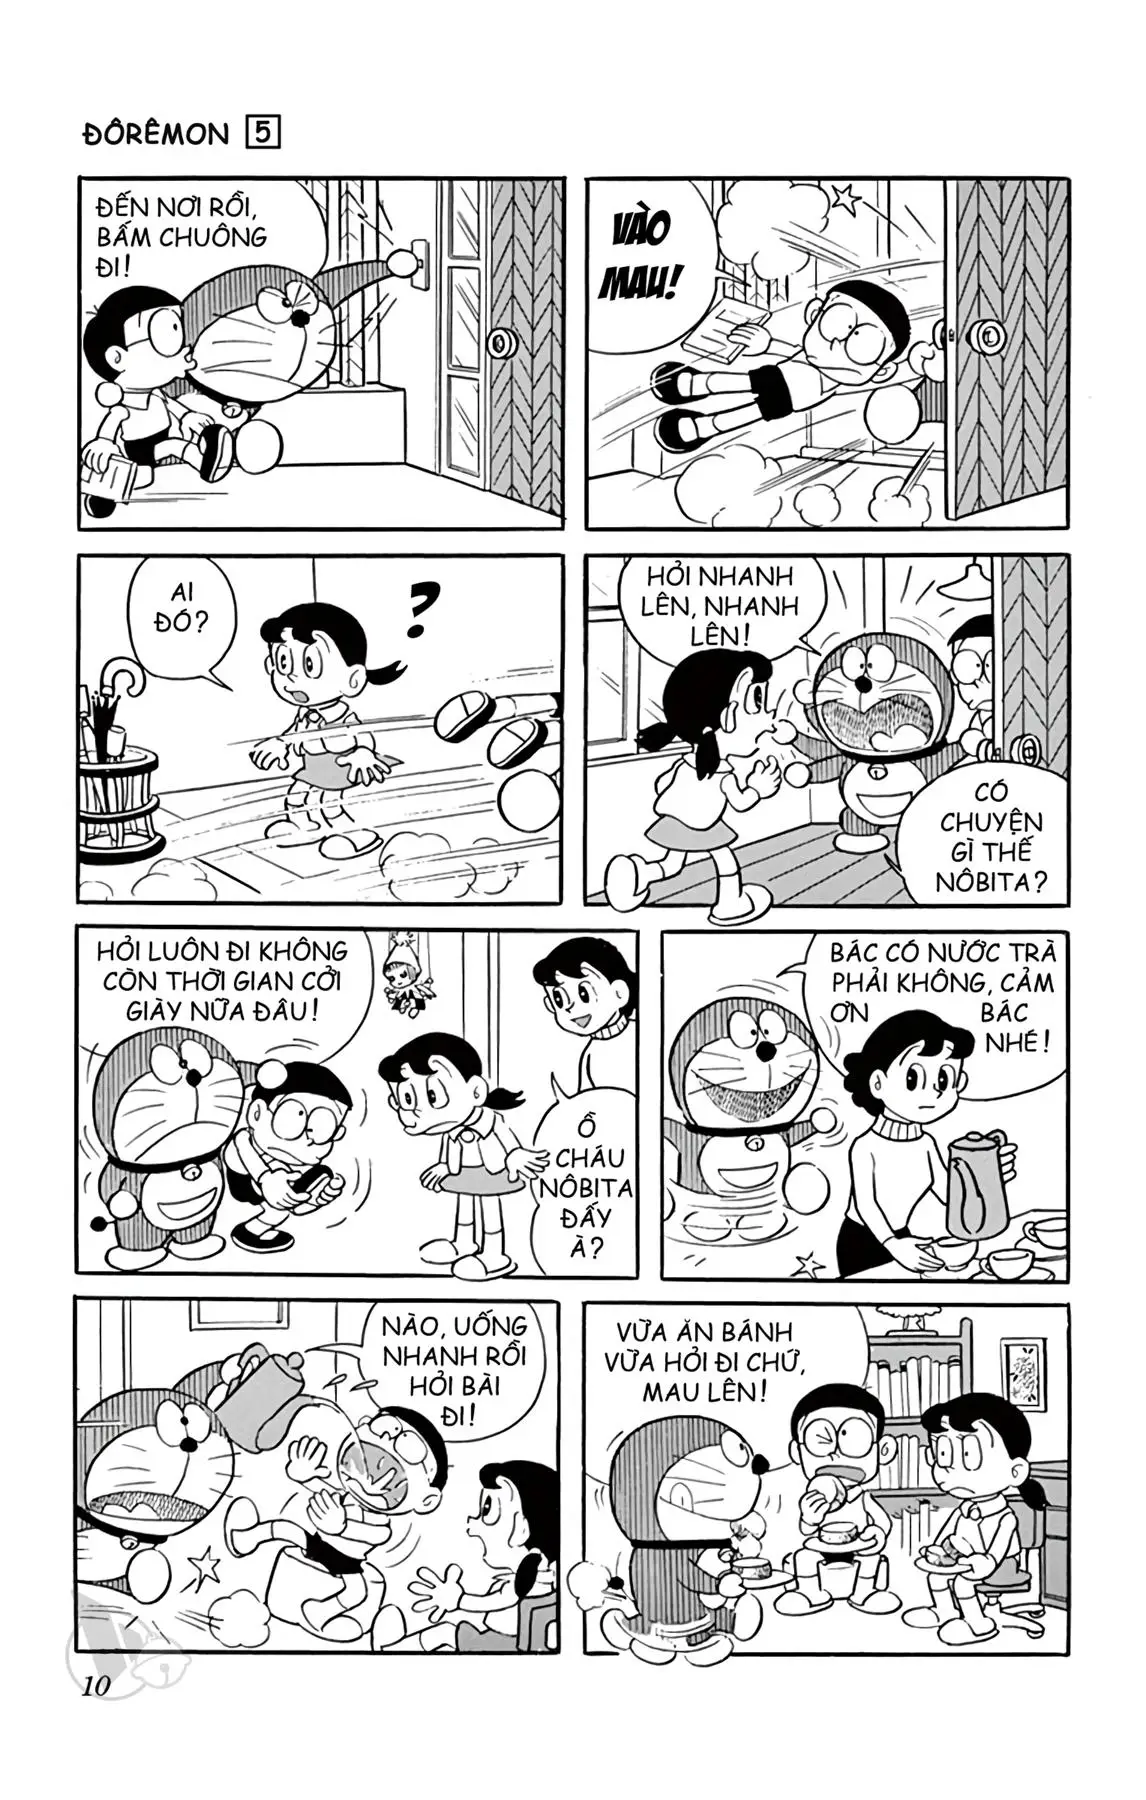 ĐÔRÊMON 5
ĐẾN NƠI RỒI,
BẤM CHUÔNG
ĐI!
VÀO
MAU!
AI
ĐÓ?
?
HỎI NHANH
LÊN, NHANH
LÊN!
CÓ
CHUYỆN
GÌ THẾ
NÔBITA?
HỎI LUÔN ĐI KHÔNG
CÒN THỜI GIAN CỞI
GIÀY NỮA ĐÂU!
Ồ
CHÁU
NÔBITA
ĐẤY
À?
BÁC CÓ NƯỚC TRÀ
PHẢI KHÔNG, CẢM
ƠN BÁC
NHÉ!
NÀO, UỐNG
NHANH RỒI
HỎI BÀI
ĐI!
VỪA ĂN BÁNH
VỪA HỎI ĐI CHỨ,
MAU LÊN!
10